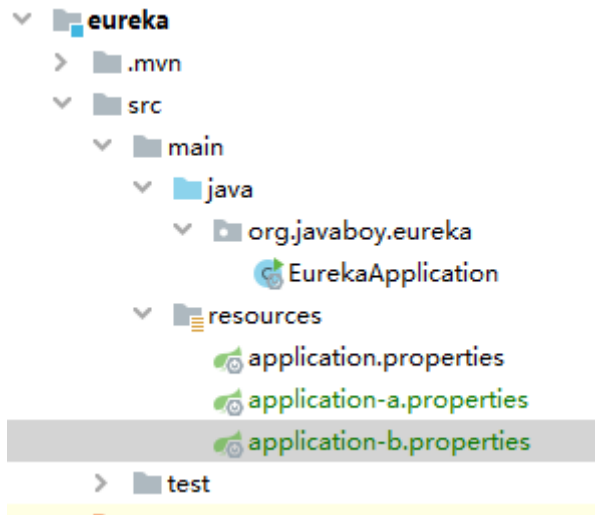 eureka
.mvn
src
main
java
org.javaboy.eureka
EurekaApplication
resources
application.properties
application-a.properties
application-b.properties
test